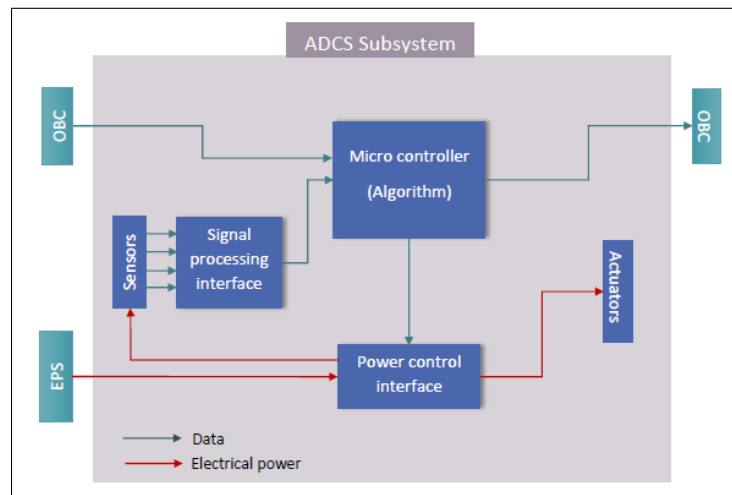 ADCS Subsystem
OBC
OBC
Micro controller
(Algorithm)
Sensors
Signal
processing
interface
Actuators
EPS
Power control
interface
Data
Electrical power